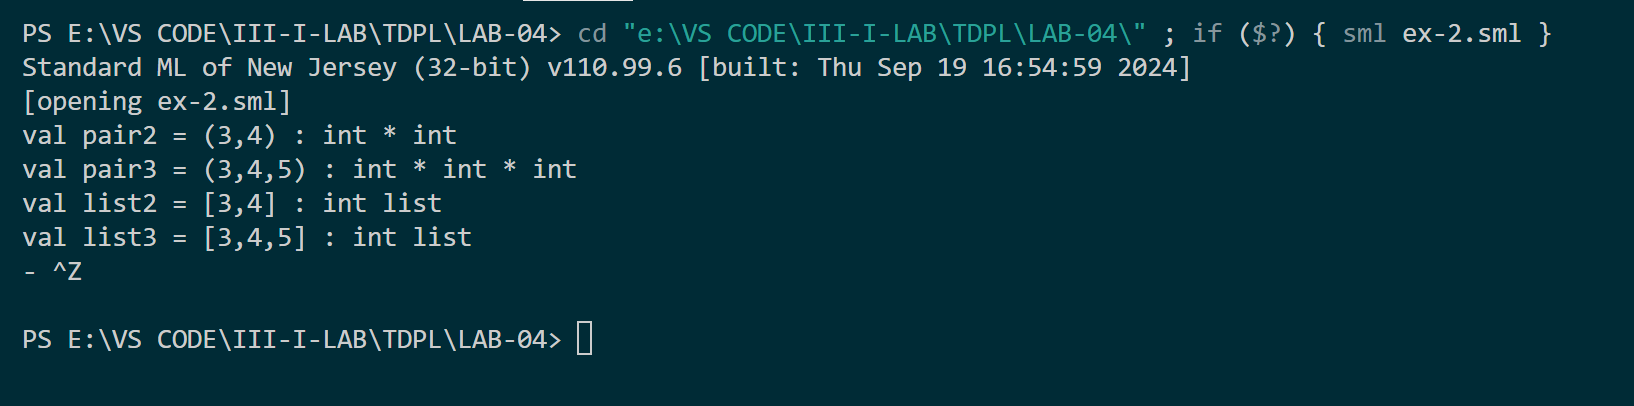 PS E:\VS CODE\III-I-LAB\TDPL\LAB-04> cd "e:\VS CODE\III-I-LAB\TDPL\LAB-04\" ; if ($?) { sml ex-2.sml }
Standard ML of New Jersey (32-bit) v110.99.6 [built: Thu Sep 19 16:54:59 2024]
[opening ex-2.sml]
val pair2 = (3,4) : int * int
val pair3 = (3,4,5) : int * int * int
val list2 = [3,4] : int list
val list3 = [3,4,5] : int list
- ^Z
PS E:\VS CODE\III-I-LAB\TDPL\LAB-04>